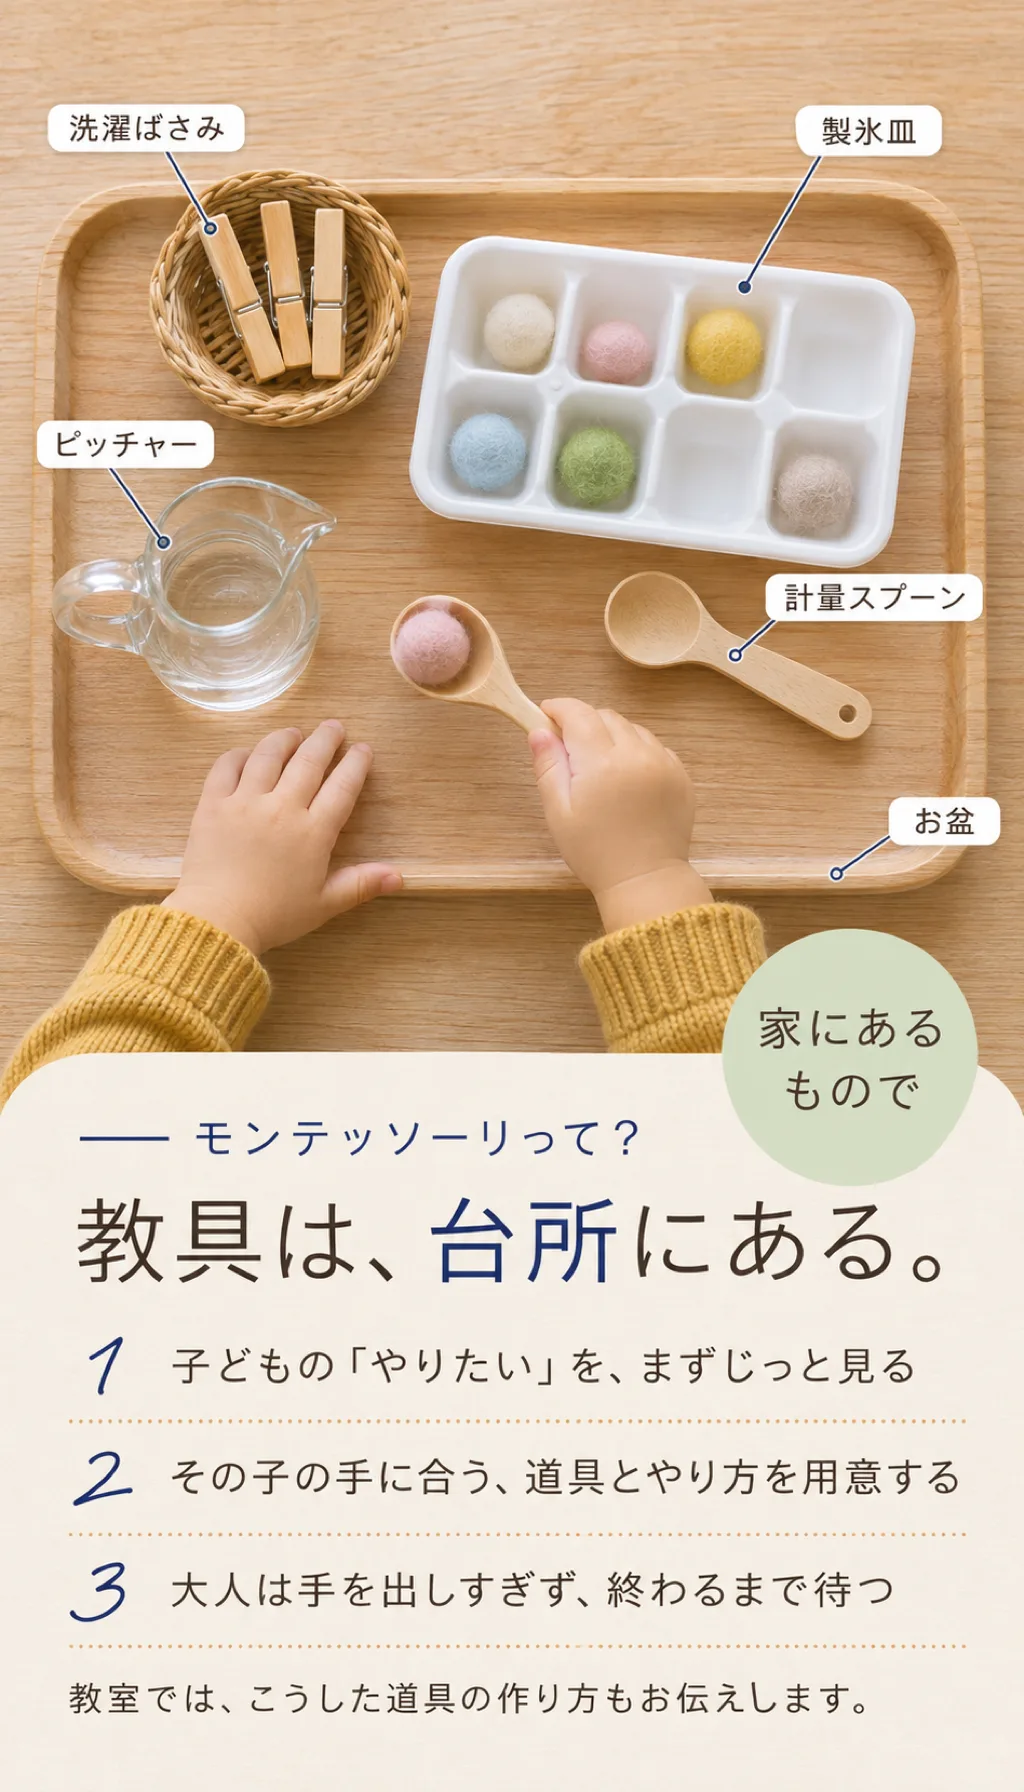 洗濯ばさみ
製氷皿
ピッチャー
計量スプーン
お盆
家にある
もので
モンテッソーリって？
教具は、台所にある。
1 子どもの「やりたい」を、まずじっと見る
2 その子の手に合う、道具とやり方を用意する
3 大人は手を出しすぎず、終わるまで待つ
教室では、こうした道具の作り方もお伝えします。